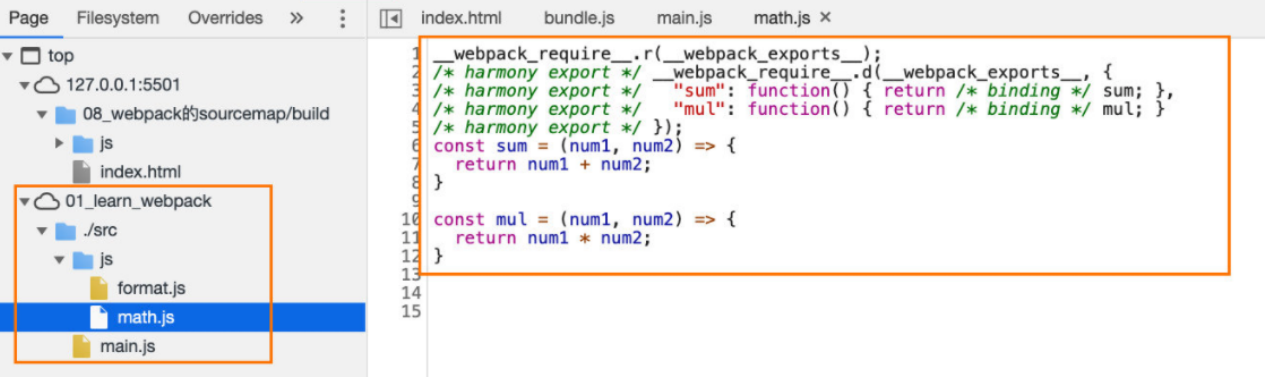 Page Filesystem Overrides » index.html bundle.js main.js math.js ×
top
127.0.0.1:5501
08_webpack的sourcemap/build
js
index.html
01_learn_webpack
./src
js
format.js
math.js
main.js
1 __webpack_require__.r(__webpack_exports__);
2 /* harmony export */ __webpack_require__.d(__webpack_exports__, {
3 /* harmony export */   "sum": function() { return /* binding */ sum; },
4 /* harmony export */   "mul": function() { return /* binding */ mul; }
5 /* harmony export */ });
6 const sum = (num1, num2) => {
7   return num1 + num2;
8 }
9
10 const mul = (num1, num2) => {
11   return num1 * num2;
12 }
13
14
15